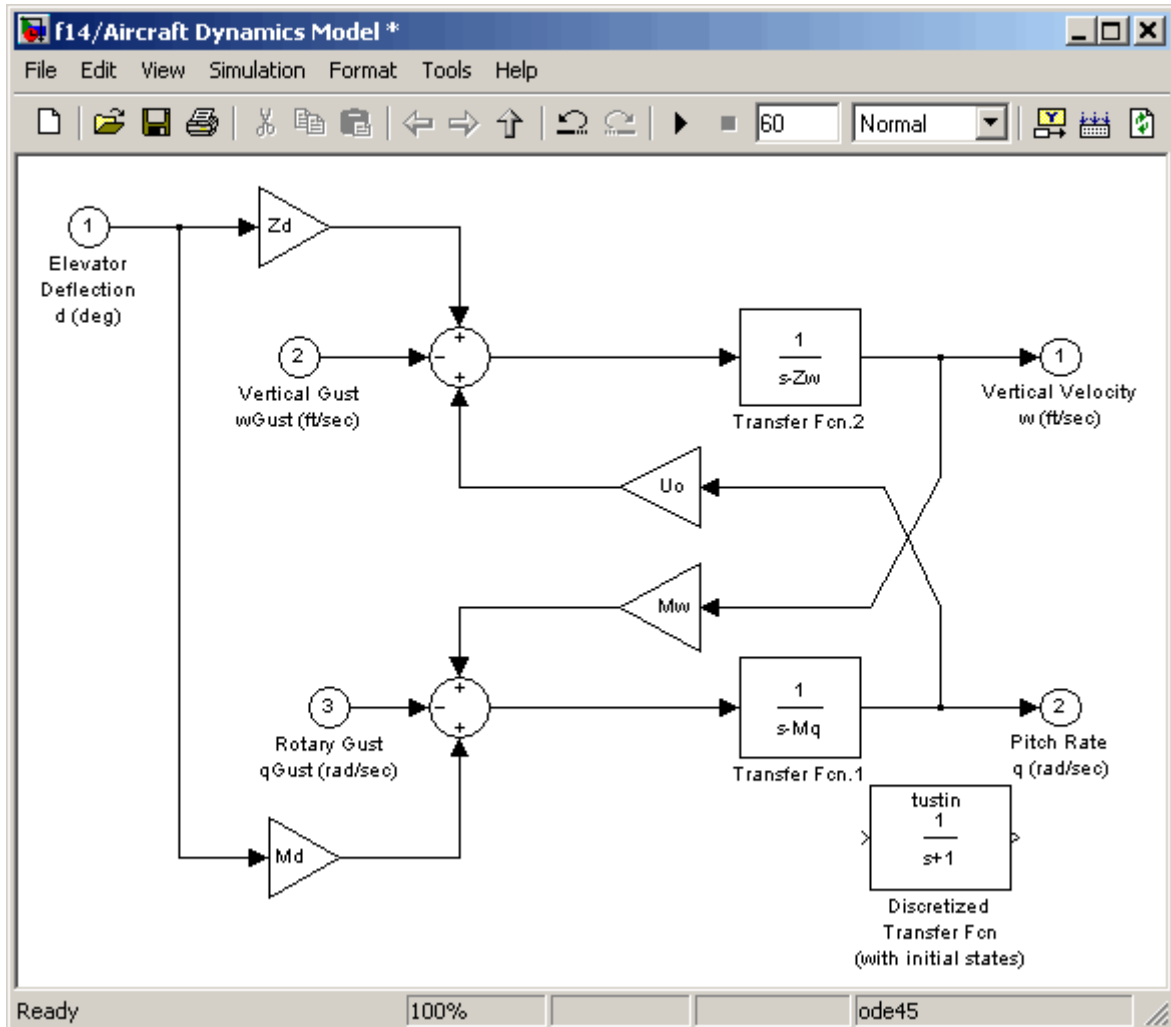 f14/Aircraft Dynamics Model *
File Edit View Simulation Format Tools Help
60 Normal
1
Elevator
Deflection
d (deg)
Zd
2
Vertical Gust
wGust (ft/sec)
+
−
+
1
s-Zw
Transfer Fcn.2
1
Vertical Velocity
w (ft/sec)
Uo
Mw
3
Rotary Gust
qGust (rad/sec)
+
−
+
1
s-Mq
Transfer Fcn.1
2
Pitch Rate
q (rad/sec)
Md
tustin
1
s+1
Discretized
Transfer Fcn
(with initial states)
Ready 100% ode45